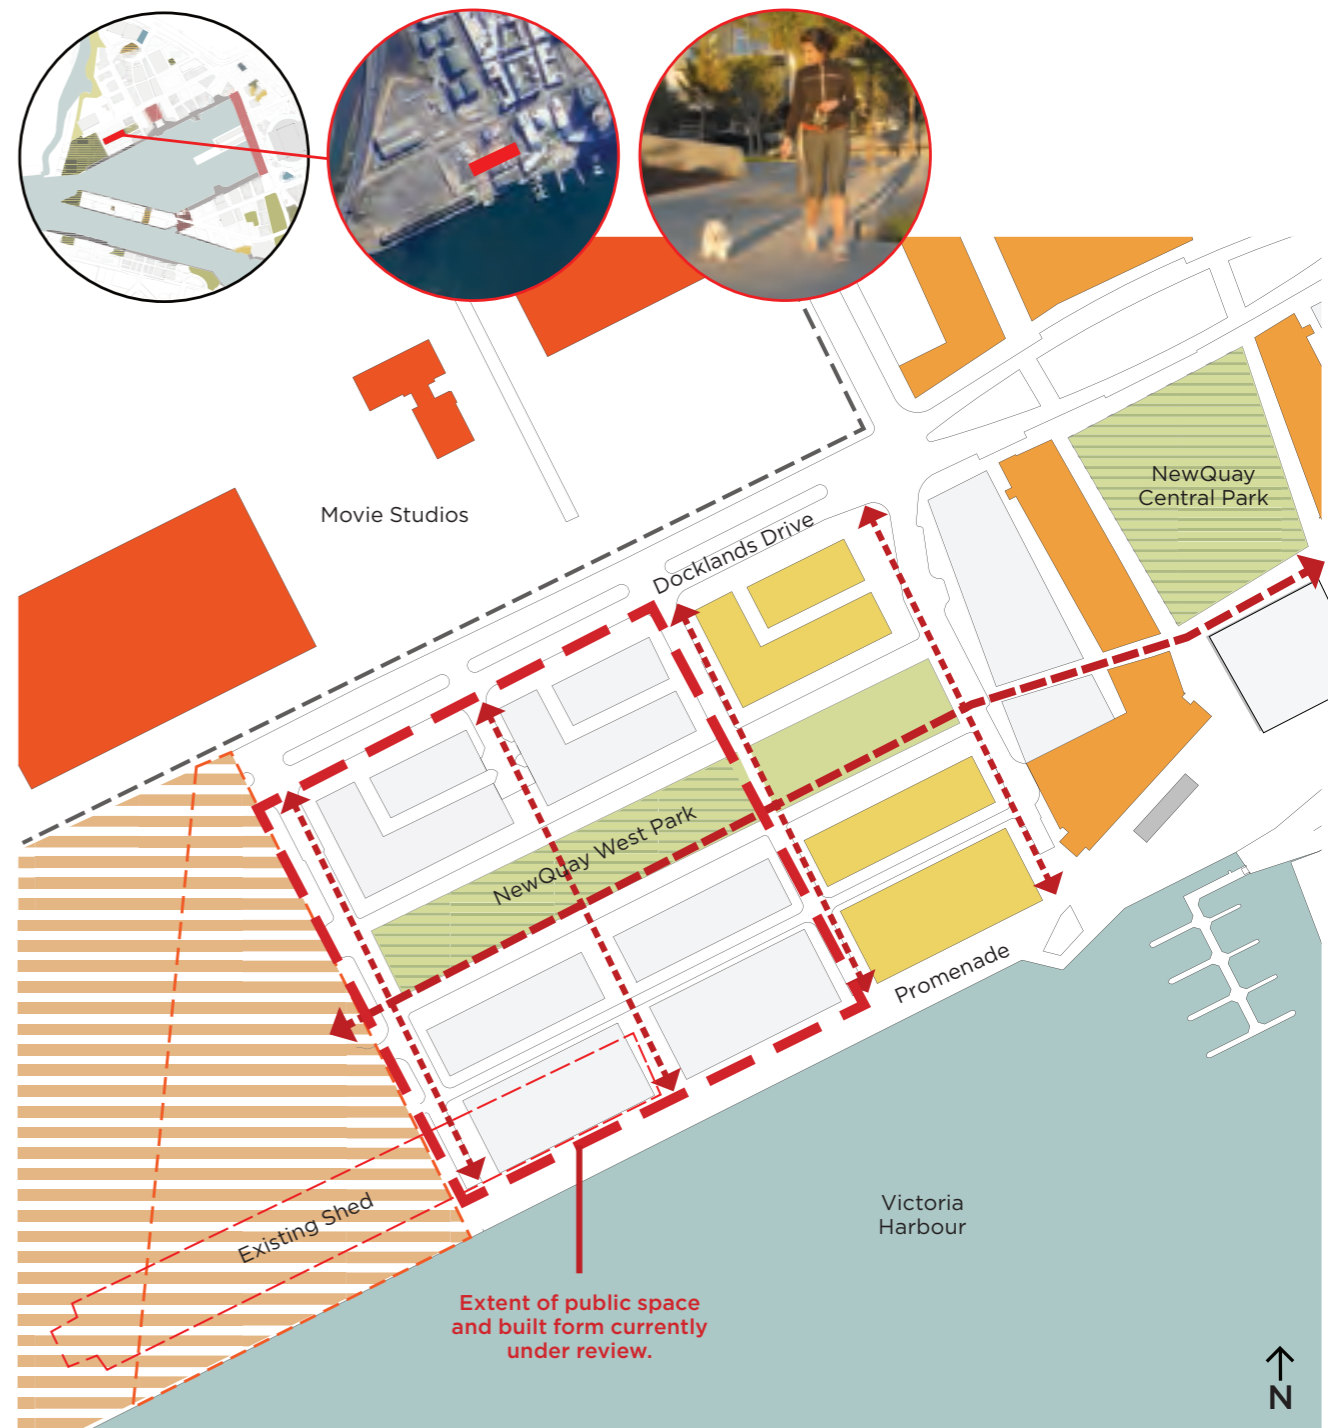 NewQuay
Central Park
Movie Studios
Docklands Drive
NewQuay West Park
Promenade
Existing Shed
Victoria
Harbour
Extent of public space
and built form currently
under review.
N